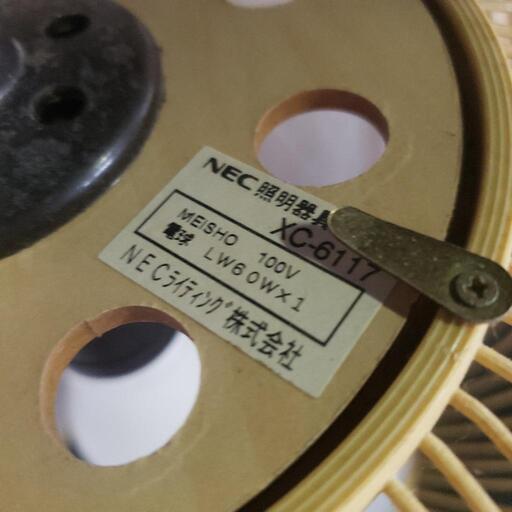 NEC 照明器具
XC-6117
MEISHO 100V
電球 LW60W×1
NECライティング株式会社